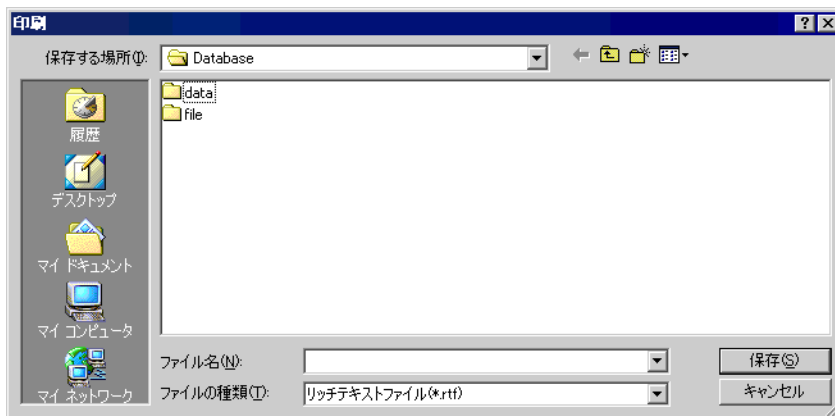 印刷
保存する場所(I): Database
data
file
履歴
デスクトップ
マイ ドキュメント
マイ コンピュータ
マイ ネットワーク
ファイル名(N): 保存(S)
ファイルの種類(T): リッチテキストファイル(*.rtf) キャンセル